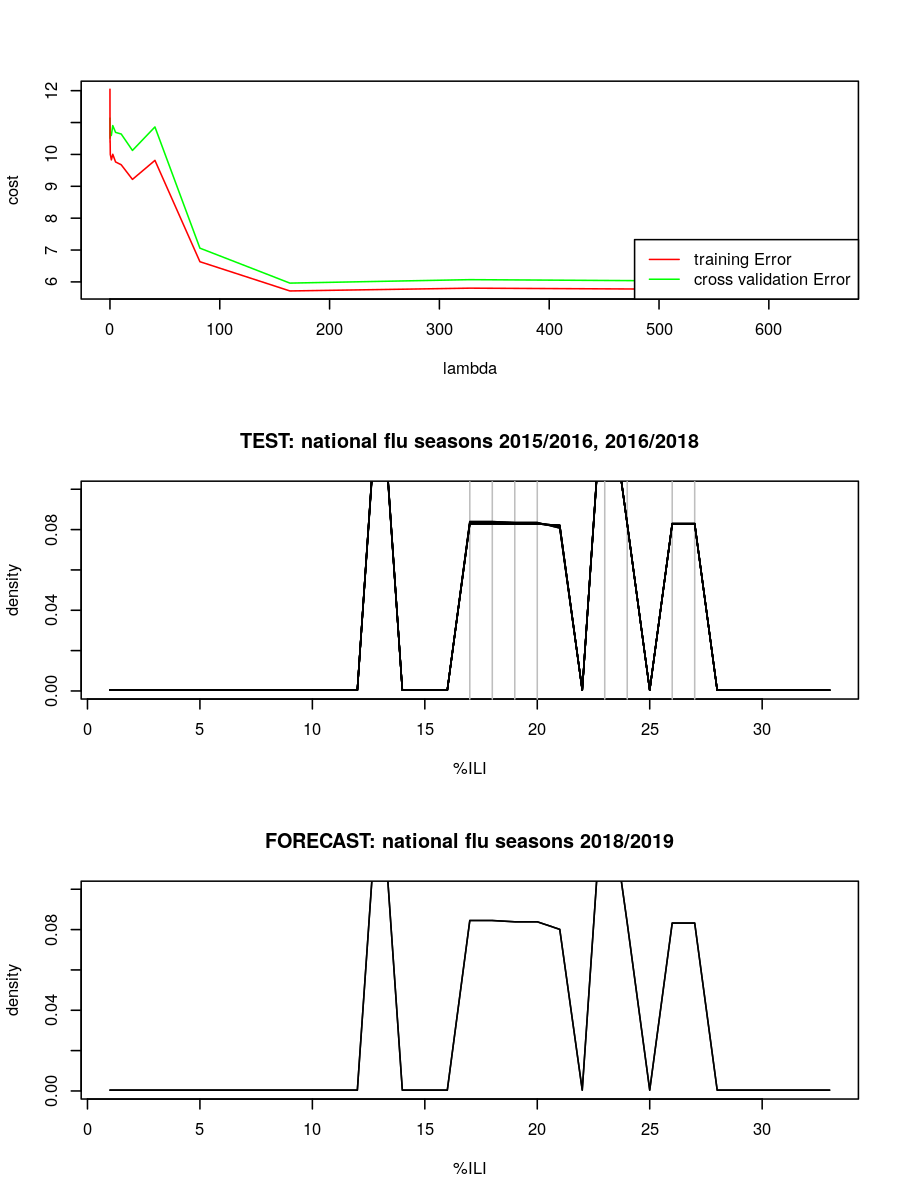 12
10
9
8
7
6
cost
training Error
cross validation Error
0 100 200 300 400 500 600
lambda
TEST: national flu seasons 2015/2016, 2016/2018
0.08
0.04
0.00
density
0 5 10 15 20 25 30
%ILI
FORECAST: national flu seasons 2018/2019
0.08
0.04
0.00
density
0 5 10 15 20 25 30
%ILI